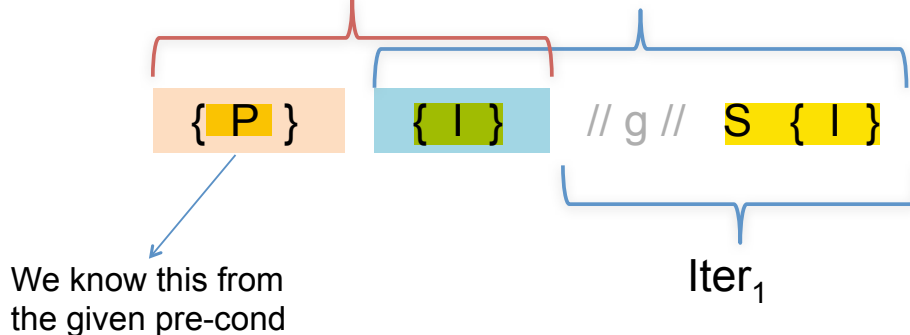 { P } { I } // g // S { I }
Iter₁
We know this from
the given pre-cond